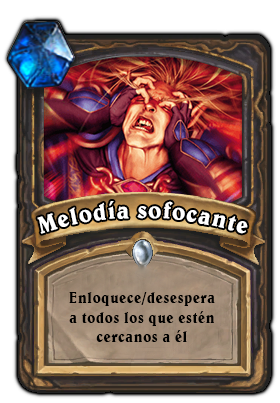 Melodía sofocante
Enloquece/desespera
a todos los que estén
cercanos a él